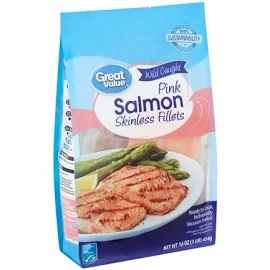 SUSTAINABILITY
Great
Value
Wild Caught
Pink
Salmon
Skinless Fillets
Ready to Cook
Individually
Vacuum Sealed
NET WT 16 OZ (1 LB) 454g